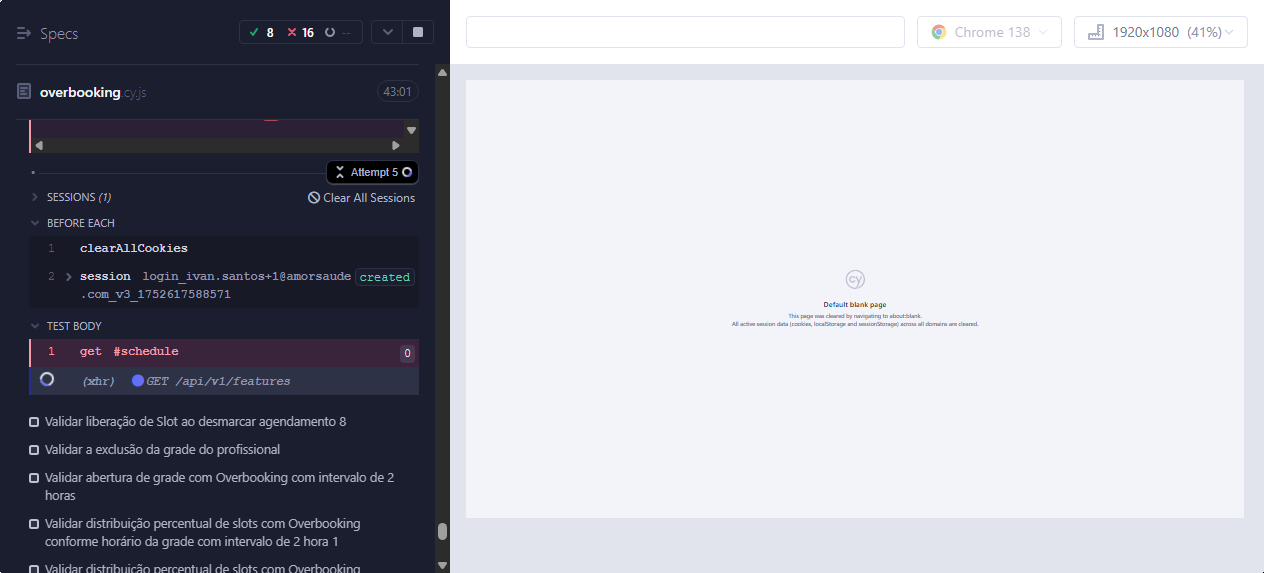 Specs
8 16 --
Chrome 138
1920x1080 (41%)
overbooking.cy.js
43:01
Attempt 5
SESSIONS (1)
Clear All Sessions
BEFORE EACH
1 clearAllCookies
2 session login_ivan.santos+1@amorsaude created
.com_v3_1752617588571
TEST BODY
1 get #schedule 0
(xhr) GET /api/v1/features
Validar liberação de Slot ao desmarcar agendamento 8
Validar a exclusão da grade do profissional
Validar abertura de grade com Overbooking com intervalo de 2
horas
Validar distribuição percentual de slots com Overbooking
conforme horário da grade com intervalo de 2 hora 1
Validar distribuição percentual de slots com Overbooking
cy
Default blank page
This page was cleared by navigating to about:blank.
All active session data (cookies, localStorage and sessionStorage) across all domains are cleared.